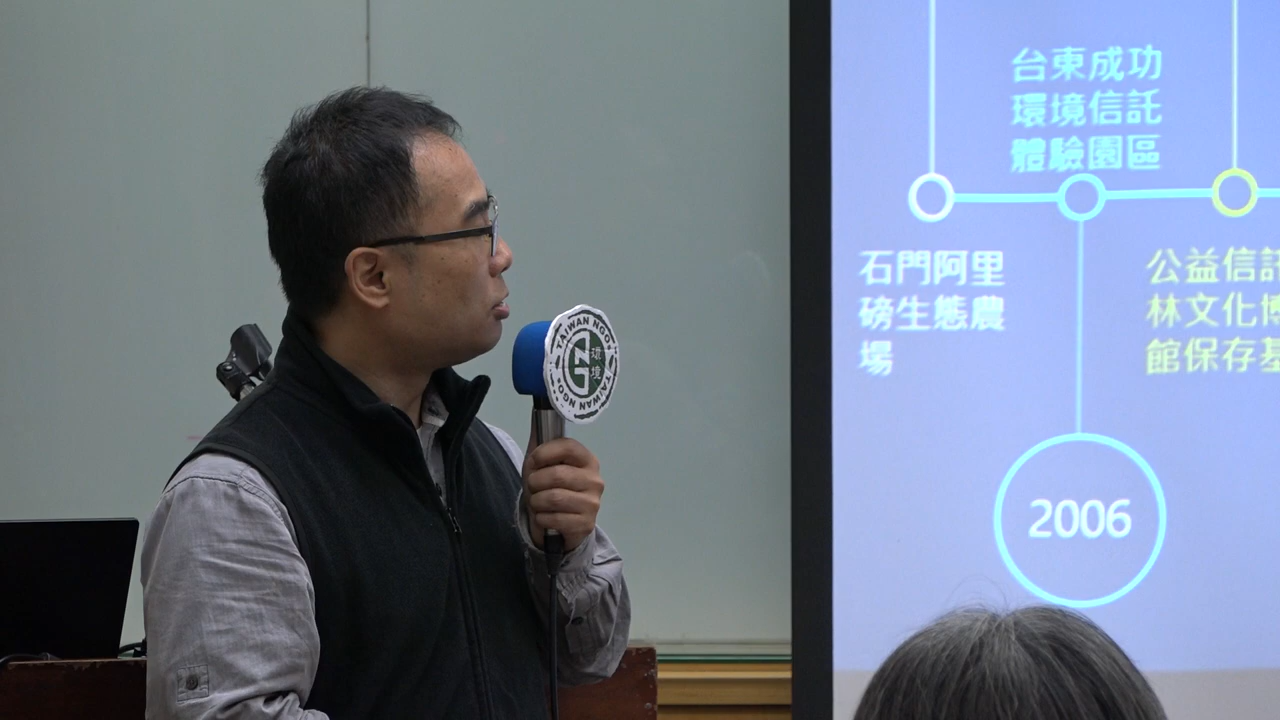 台東成功
環境信託
體驗園區
石門阿里
磅生態農
場
公益信託
林文化博
館保存基
2006
TAIWAN NGO
環境
TAIWAN NGO